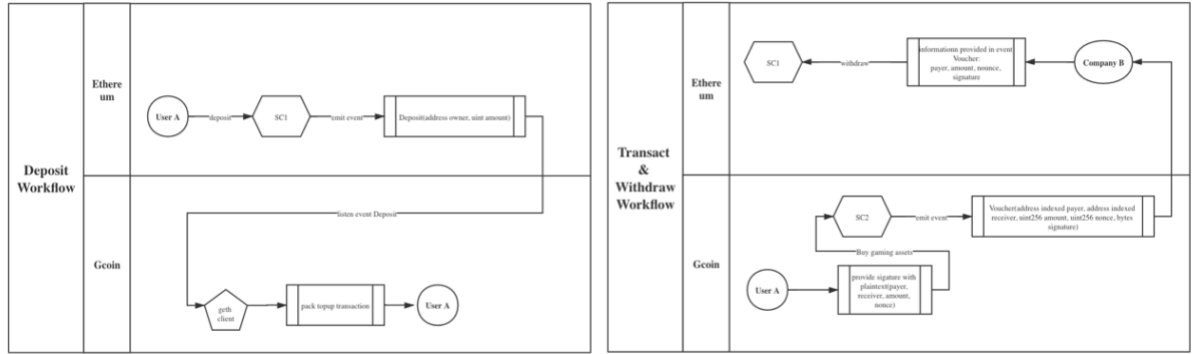 Deposit
Workflow
Ethere
um
User A
deposit
SC1
emit event
Deposit(address owner, uint amount)
listen event Deposit
Gcoin
geth
client
pack topup transaction
User A
Transact
&
Withdraw
Workflow
Ethere
um
SC1
withdraw
informationn provided in event
Voucher:
payer, amount, nounce,
signature
Company B
Gcoin
SC2
emit event
Voucher(address indexed payer, address indexed
receiver, uint256 amount, uint256 nonce, bytes
signature)
Buy gaming assets
User A
provide sigature with
plaintext(payer,
receiver, amount,
nonce)